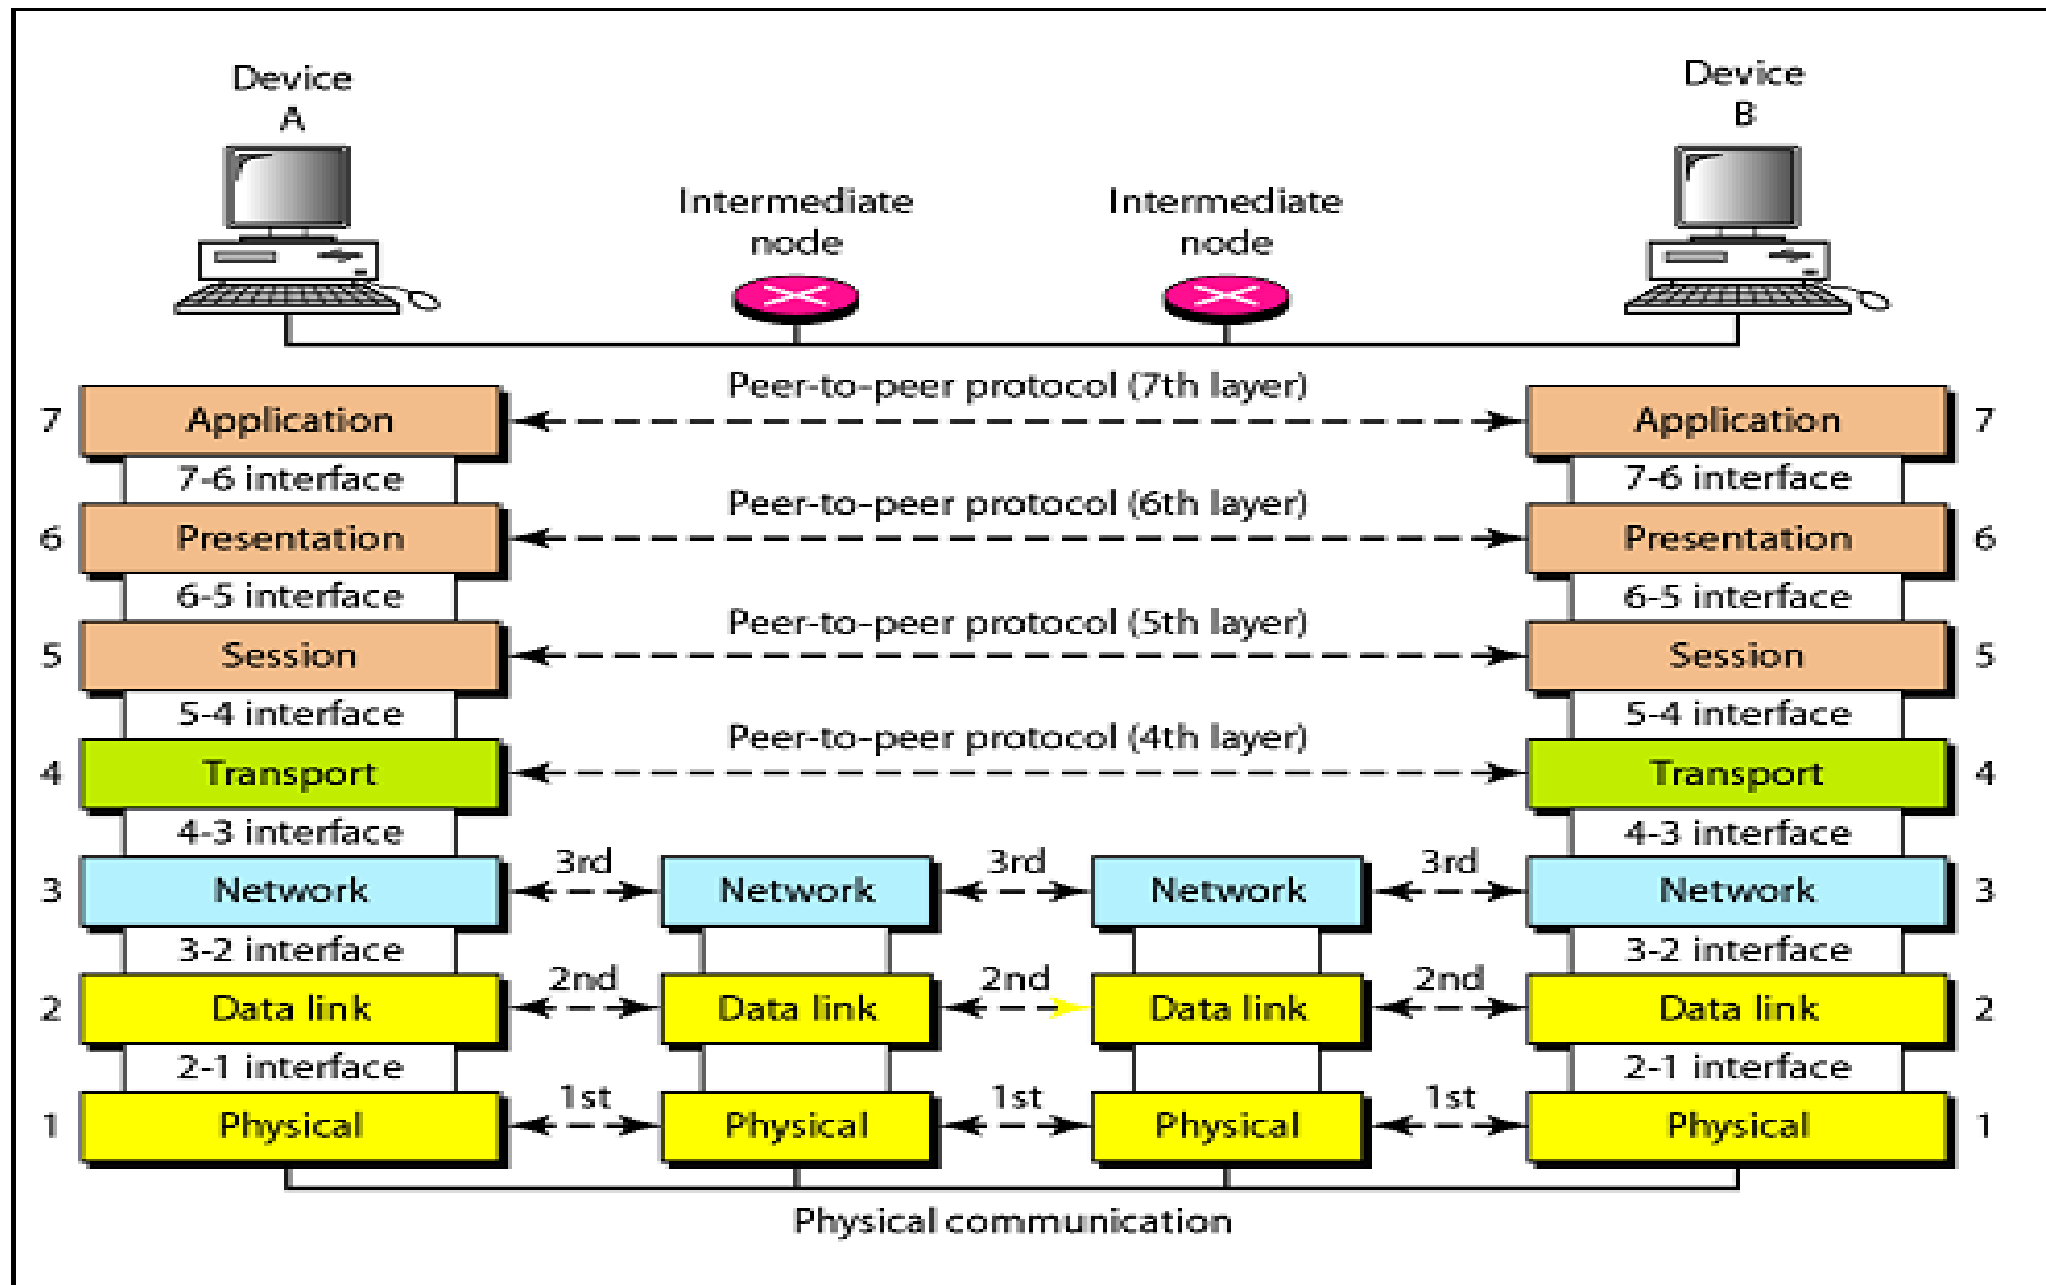 Device
A
Device
B
Intermediate
node
Intermediate
node
Peer-to-peer protocol (7th layer)
7 Application Application 7
7-6 interface 7-6 interface
Peer-to-peer protocol (6th layer)
6 Presentation Presentation 6
6-5 interface 6-5 interface
Peer-to-peer protocol (5th layer)
5 Session Session 5
5-4 interface 5-4 interface
Peer-to-peer protocol (4th layer)
4 Transport Transport 4
4-3 interface 4-3 interface
3rd 3rd 3rd
3 Network Network Network Network 3
3-2 interface 3-2 interface
2nd 2nd 2nd
2 Data link Data link Data link Data link 2
2-1 interface 2-1 interface
1st 1st 1st
1 Physical Physical Physical Physical 1
Physical communication